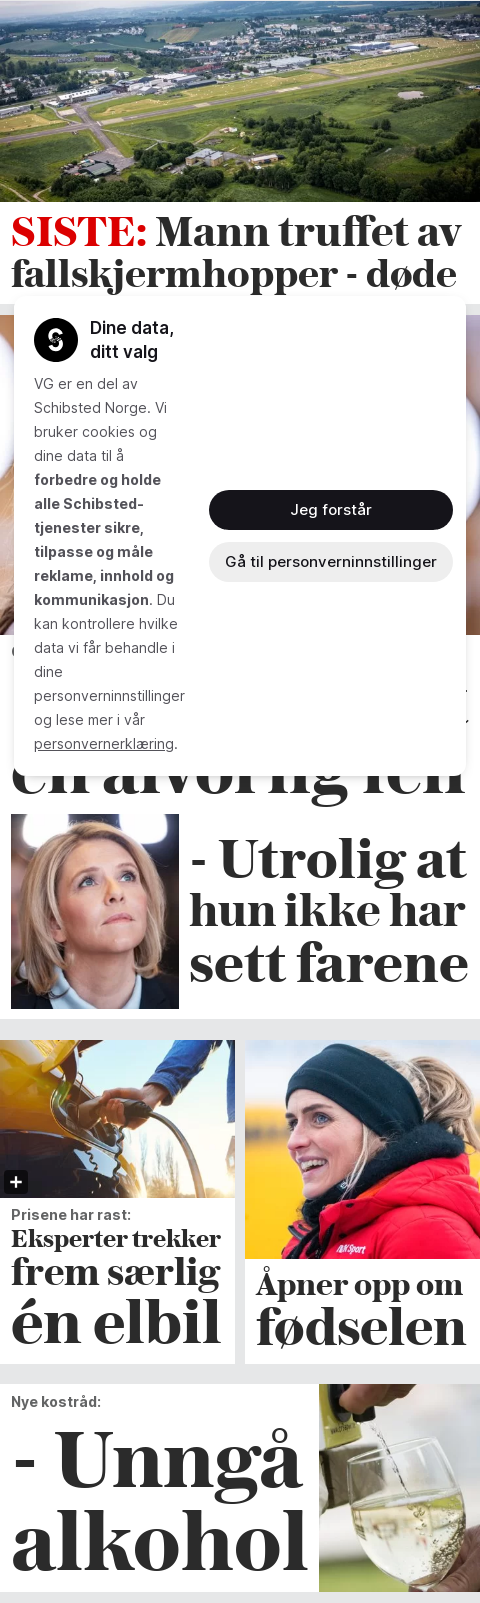 SISTE: Mann truffet av
fallskjermhopper - døde
Dine data,
ditt valg
VG er en del av
Schibsted Norge. Vi
bruker cookies og
dine data til å
forbedre og holde
alle Schibsted-
tjenester sikre,
tilpasse og måle
reklame, innhold og
kommunikasjon. Du
kan kontrollere hvilke
data vi får behandle i
dine
personverninnstillinger
og lese mer i vår
personvernerklæring.
Jeg forstår
Gå til personverninnstillinger
én alvorlig feil
- Utrolig at
hun ikke har
sett farene
Prisene har rast:
Eksperter trekker
frem særlig
én elbil
Åpner opp om
fødselen
Nye kostråd:
- Unngå
alkohol